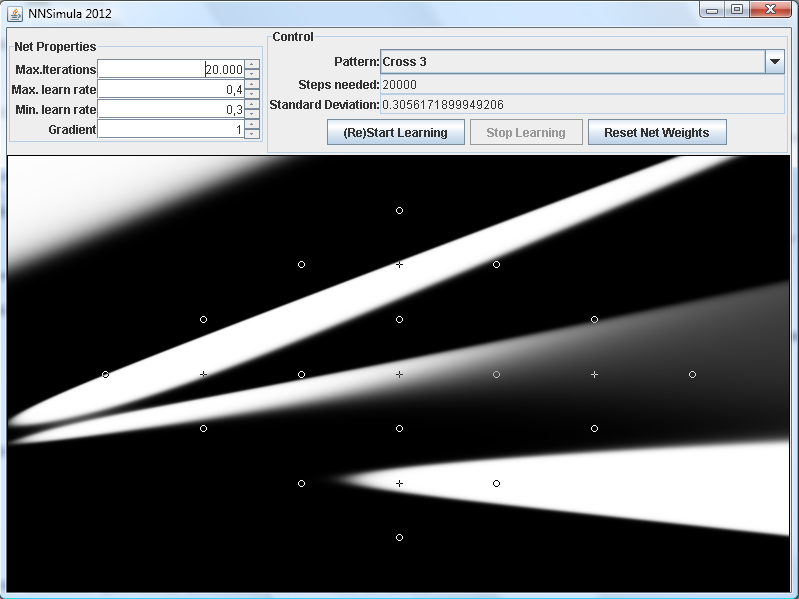 NNSimula 2012
Net Properties
Max.Iterations 20.000
Max. learn rate 0,4
Min. learn rate 0,3
Gradient 1
Control
Pattern: Cross 3
Steps needed: 20000
Standard Deviation: 0.3056171899949206
(Re)Start Learning Stop Learning Reset Net Weights